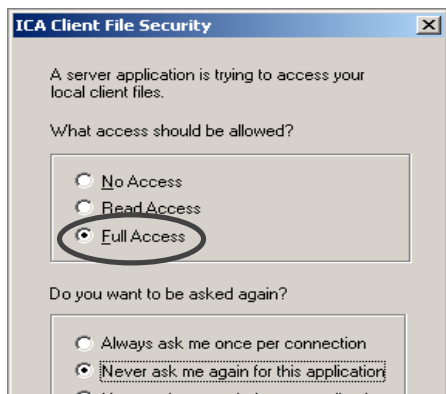 ICA Client File Security
A server application is trying to access your
local client files.
What access should be allowed?
No Access
Read Access
Full Access
Do you want to be asked again?
Always ask me once per connection
Never ask me again for this application